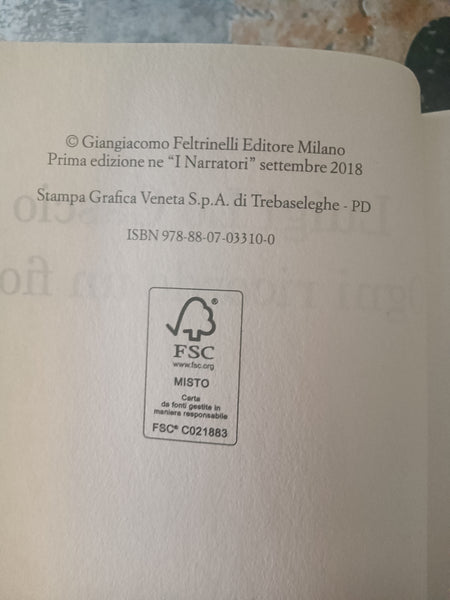 © Giangiacomo Feltrinelli Editore Milano
Prima edizione ne “I Narratori” settembre 2018
Stampa Grafica Veneta S.p.A. di Trebaseleghe - PD
ISBN 978-88-07-03310-0
FSC
www.fsc.org
MISTO
Carta
da fonti gestite in
maniera responsabile
FSC® C021883